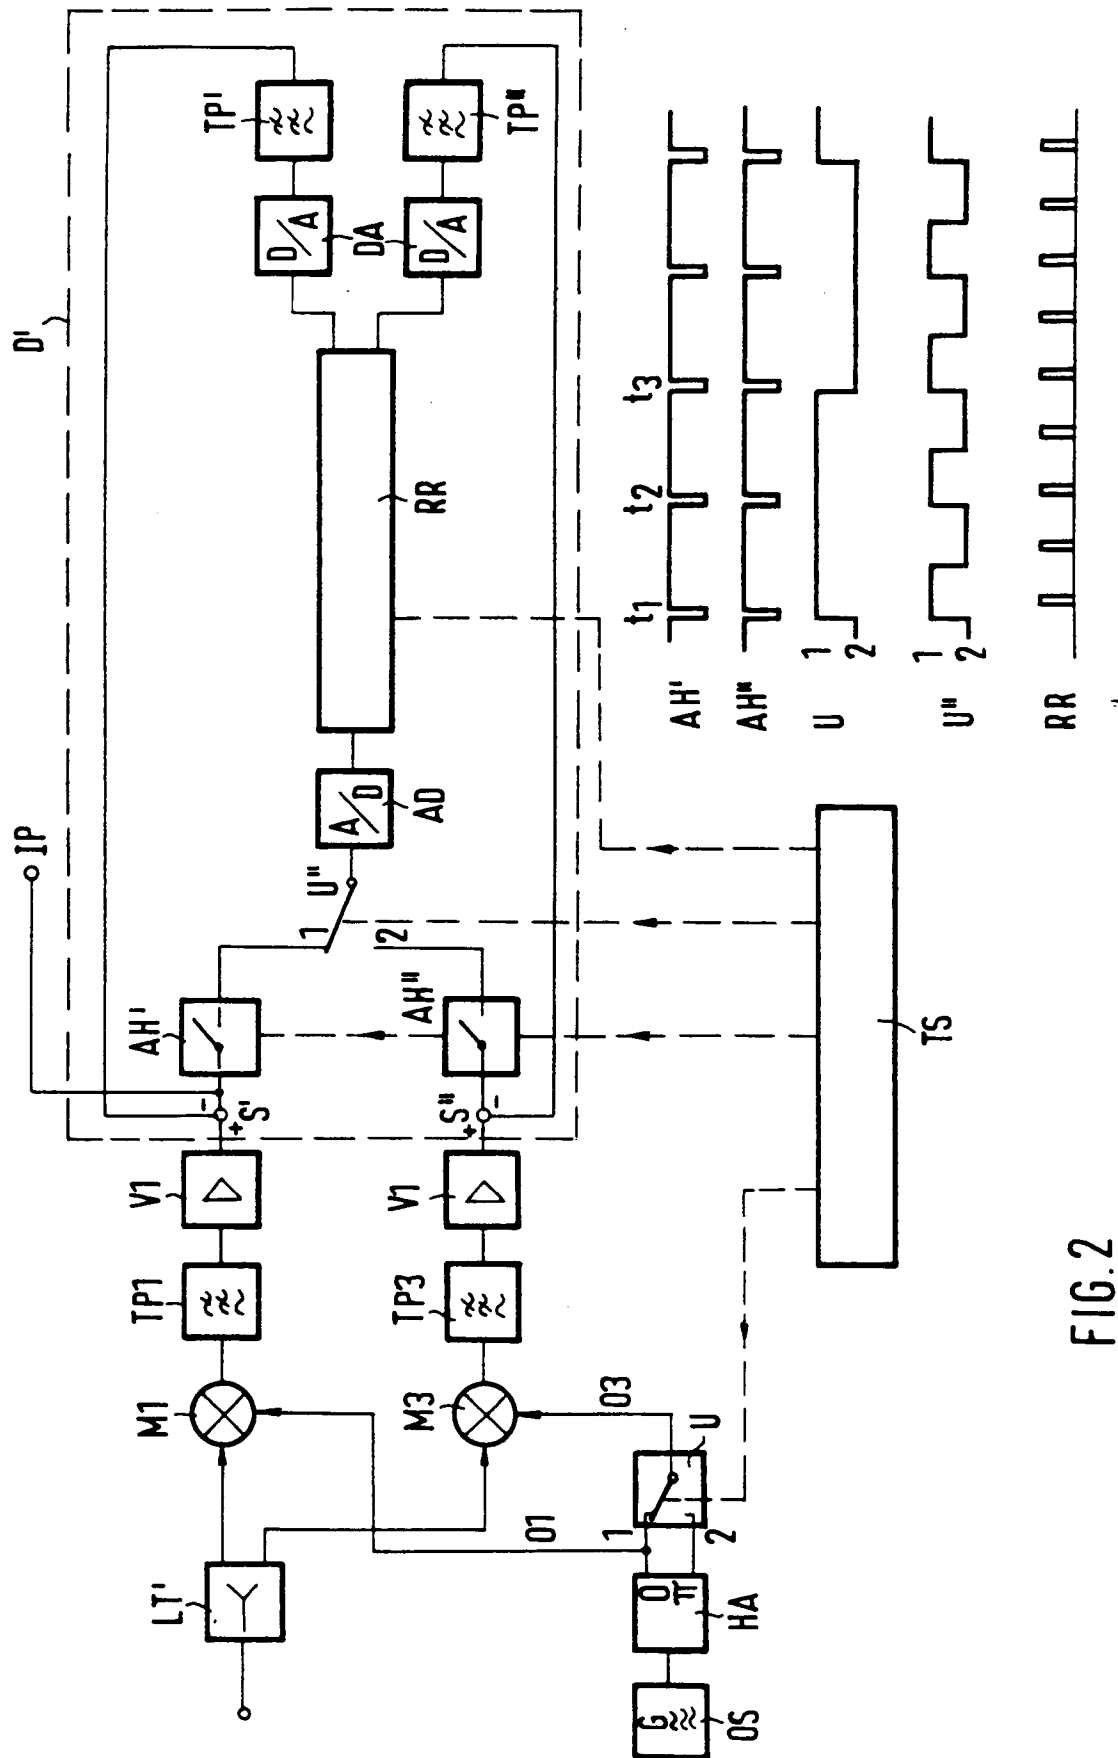 D'
IP
TP'
TP"
D/A
D/A
DA
RR
A/D
AD
U"
1
2
AH'
AH"
-
+
S'
-
+
S"
V1
V1
TP1
TP3
M1
M3
LT'
01
03
U
1
2
0
π
HA
G
OS
TS
t1
t2
t3
AH'
AH"
U
1
2
U"
1
2
RR
FIG.2